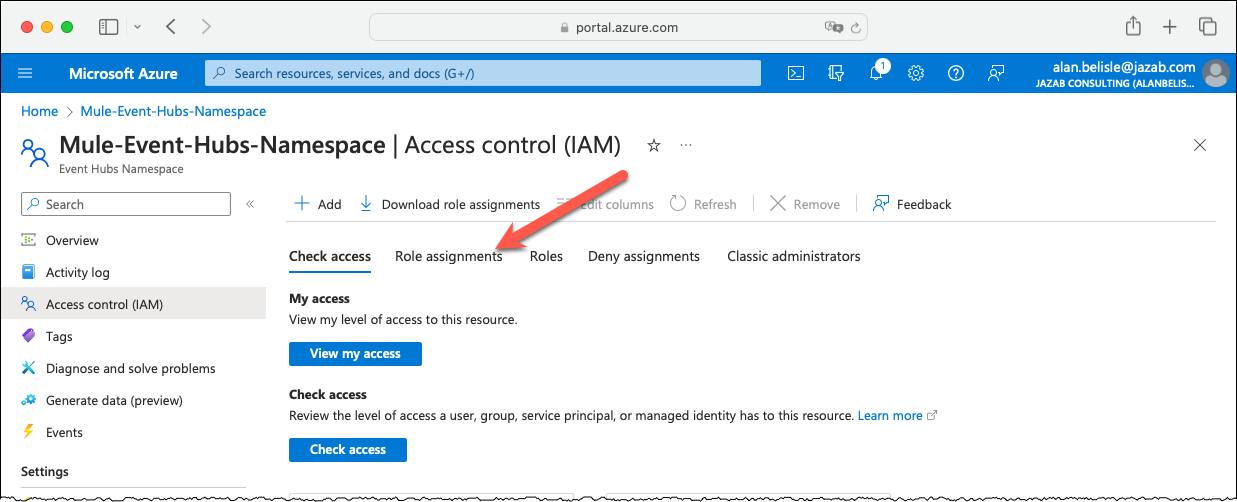 portal.azure.com
Microsoft Azure
Search resources, services, and docs (G+/)
1
alan.belisle@jazab.com
JAZAB CONSULTING (ALANBELIS...
Home > Mule-Event-Hubs-Namespace
Mule-Event-Hubs-Namespace | Access control (IAM)
Event Hubs Namespace
Search
Add
Download role assignments
Edit columns
Refresh
Remove
Feedback
Overview
Activity log
Access control (IAM)
Tags
Diagnose and solve problems
Generate data (preview)
Events
Settings
Check access
Role assignments
Roles
Deny assignments
Classic administrators
My access
View my level of access to this resource.
View my access
Check access
Review the level of access a user, group, service principal, or managed identity has to this resource. Learn more
Check access